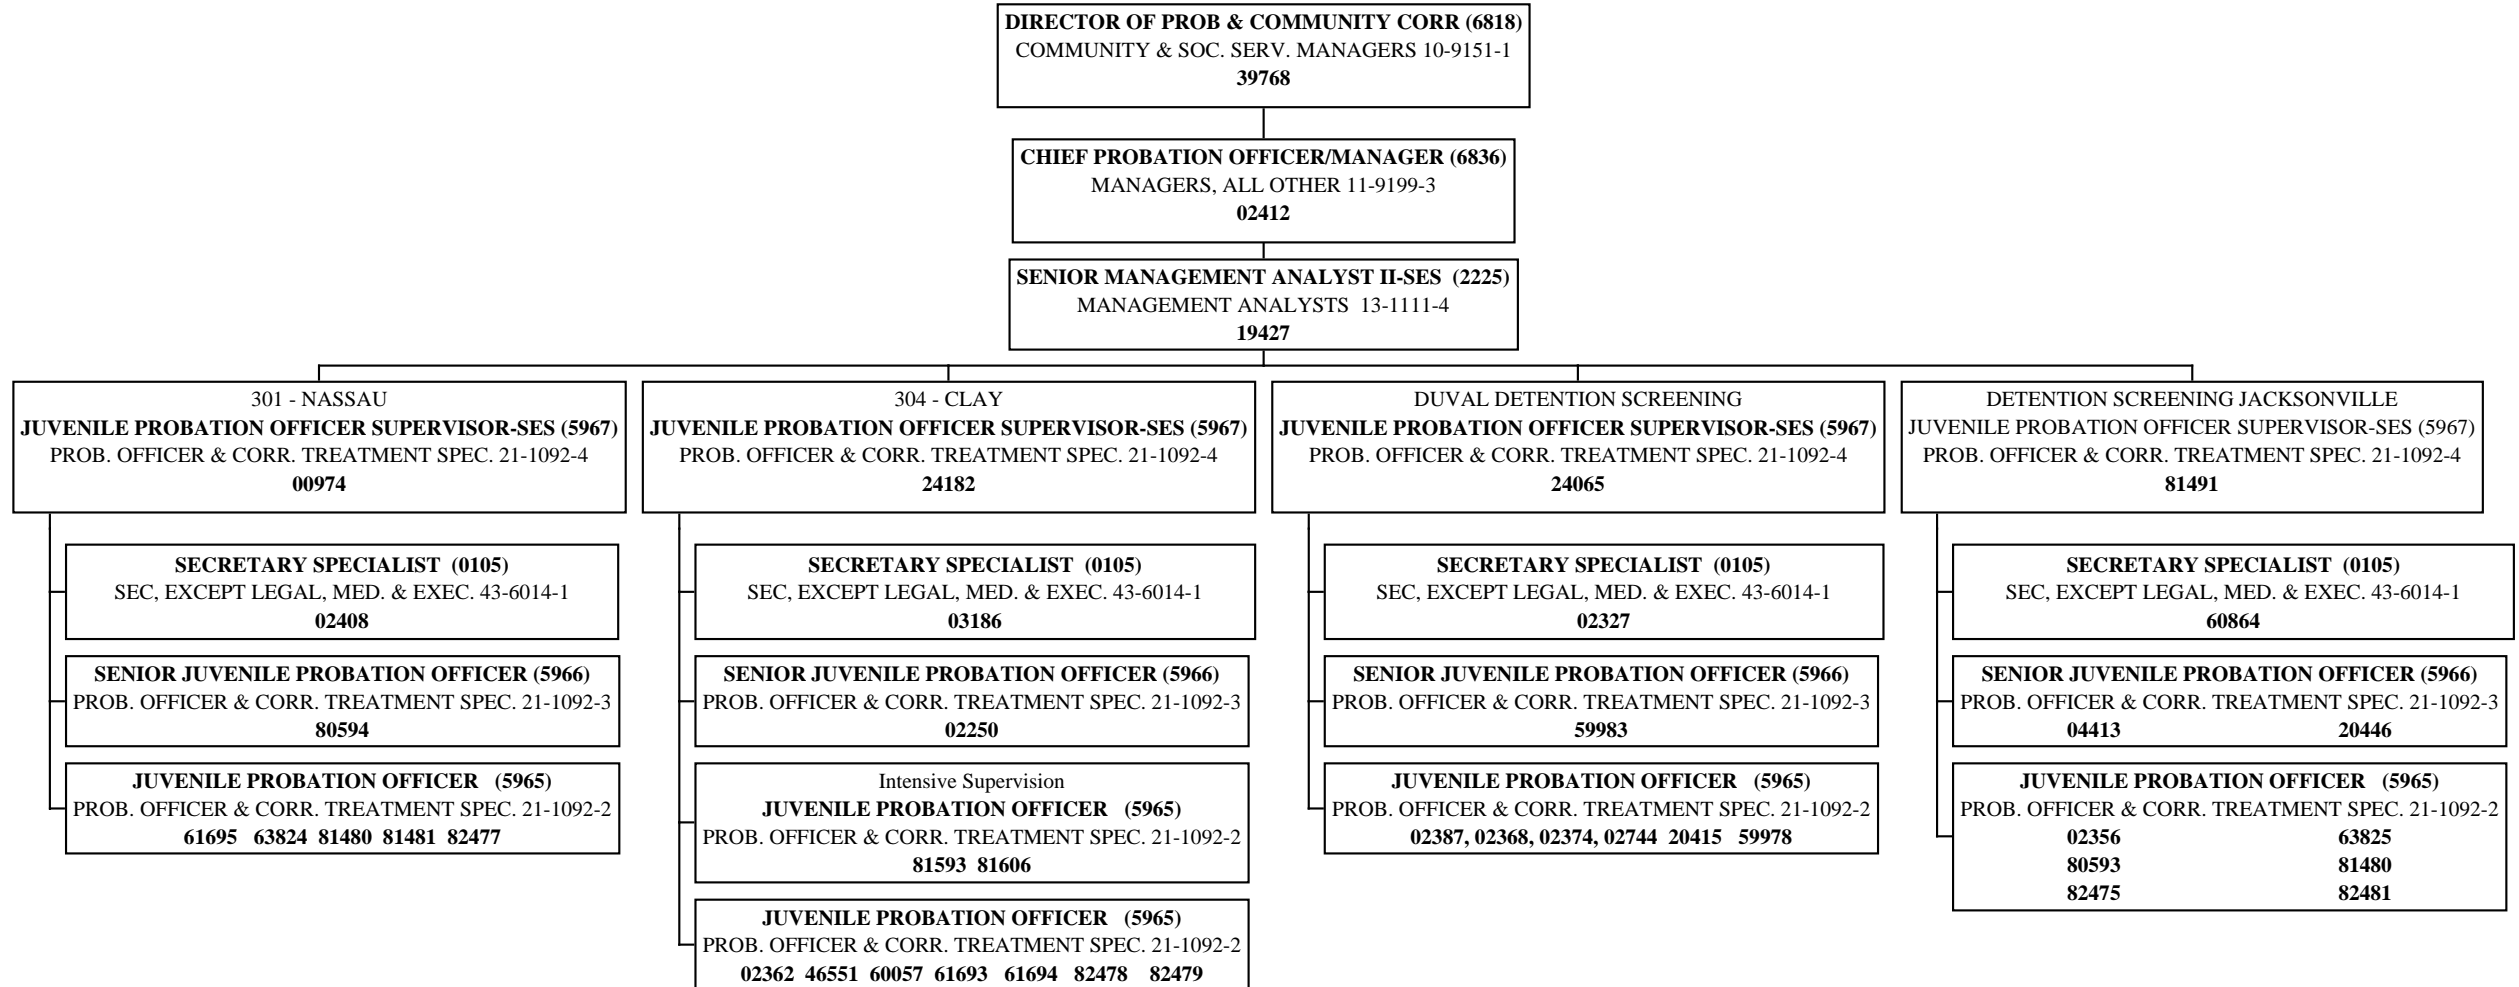 DIRECTOR OF PROB & COMMUNITY CORR (6818)
COMMUNITY & SOC. SERV. MANAGERS 10-9151-1
39768
CHIEF PROBATION OFFICER/MANAGER (6836)
MANAGERS, ALL OTHER 11-9199-3
02412
SENIOR MANAGEMENT ANALYST II-SES (2225)
MANAGEMENT ANALYSTS 13-1111-4
19427
301 - NASSAU
JUVENILE PROBATION OFFICER SUPERVISOR-SES (5967)
PROB. OFFICER & CORR. TREATMENT SPEC. 21-1092-4
00974
SECRETARY SPECIALIST (0105)
SEC, EXCEPT LEGAL, MED. & EXEC. 43-6014-1
02408
SENIOR JUVENILE PROBATION OFFICER (5966)
PROB. OFFICER & CORR. TREATMENT SPEC. 21-1092-3
80594
JUVENILE PROBATION OFFICER (5965)
PROB. OFFICER & CORR. TREATMENT SPEC. 21-1092-2
61695 63824 81480 81481 82477
304 - CLAY
JUVENILE PROBATION OFFICER SUPERVISOR-SES (5967)
PROB. OFFICER & CORR. TREATMENT SPEC. 21-1092-4
24182
SECRETARY SPECIALIST (0105)
SEC, EXCEPT LEGAL, MED. & EXEC. 43-6014-1
03186
SENIOR JUVENILE PROBATION OFFICER (5966)
PROB. OFFICER & CORR. TREATMENT SPEC. 21-1092-3
02250
Intensive Supervision
JUVENILE PROBATION OFFICER (5965)
PROB. OFFICER & CORR. TREATMENT SPEC. 21-1092-2
81593 81606
JUVENILE PROBATION OFFICER (5965)
PROB. OFFICER & CORR. TREATMENT SPEC. 21-1092-2
02362 46551 60057 61693 61694 82478 82479
DUVAL DETENTION SCREENING
JUVENILE PROBATION OFFICER SUPERVISOR-SES (5967)
PROB. OFFICER & CORR. TREATMENT SPEC. 21-1092-4
24065
SECRETARY SPECIALIST (0105)
SEC, EXCEPT LEGAL, MED. & EXEC. 43-6014-1
02327
SENIOR JUVENILE PROBATION OFFICER (5966)
PROB. OFFICER & CORR. TREATMENT SPEC. 21-1092-3
59983
JUVENILE PROBATION OFFICER (5965)
PROB. OFFICER & CORR. TREATMENT SPEC. 21-1092-2
02387, 02368, 02374, 02744 20415 59978
DETENTION SCREENING JACKSONVILLE
JUVENILE PROBATION OFFICER SUPERVISOR-SES (5967)
PROB. OFFICER & CORR. TREATMENT SPEC. 21-1092-4
81491
SECRETARY SPECIALIST (0105)
SEC, EXCEPT LEGAL, MED. & EXEC. 43-6014-1
60864
SENIOR JUVENILE PROBATION OFFICER (5966)
PROB. OFFICER & CORR. TREATMENT SPEC. 21-1092-3
04413 20446
JUVENILE PROBATION OFFICER (5965)
PROB. OFFICER & CORR. TREATMENT SPEC. 21-1092-2
02356 63825
80593 81480
82475 82481